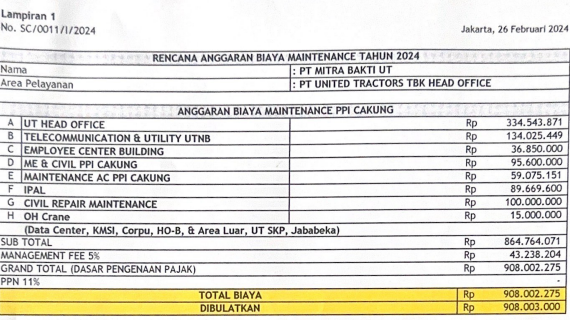 Lampiran 1
No. SC/0011/I/2024
Jakarta, 26 Februari 2024
RENCANA ANGGARAN BIAYA MAINTENANCE TAHUN 2024
Nama : PT MITRA BAKTI UT
Area Pelayanan : PT UNITED TRACTORS TBK HEAD OFFICE
ANGGARAN BIAYA MAINTENANCE PPI CAKUNG
A UT HEAD OFFICE Rp 334.543.871
B TELECOMMUNICATION & UTILITY UTNB Rp 134.025.449
C EMPLOYEE CENTER BUILDING Rp 36.850.000
D ME & CIVIL PPI CAKUNG Rp 95.600.000
E MAINTENANCE AC PPI CAKUNG Rp 59.075.151
F IPAL Rp 89.669.600
G CIVIL REPAIR MAINTENANCE Rp 100.000.000
H OH Crane Rp 15.000.000
(Data Center, KMSI, Corpu, HO-B, & Area Luar, UT SKP, Jababeka)
SUB TOTAL Rp 864.764.071
MANAGEMENT FEE 5% Rp 43.238.204
GRAND TOTAL (DASAR PENGENAAN PAJAK) Rp 908.002.275
PPN 11% -
TOTAL BIAYA Rp 908.002.275
DIBULATKAN Rp 908.003.000